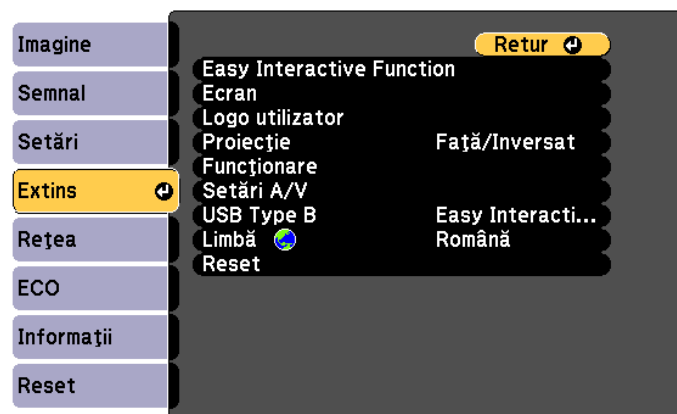 Imagine
Semnal
Setări
Extins
Reţea
ECO
Informaţii
Reset
Retur
Easy Interactive Function
Ecran
Logo utilizator
Proiecţie Faţă/Inversat
Funcţionare
Setări A/V
USB Type B Easy Interacti...
Limbă Română
Reset